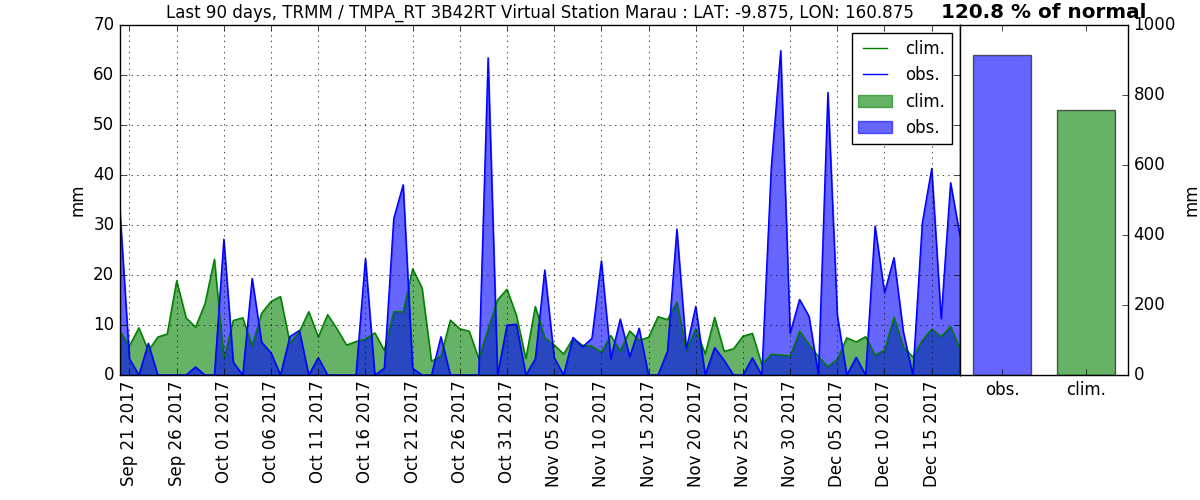 Last 90 days, TRMM / TMPA_RT 3B42RT Virtual Station Marau : LAT: -9.875, LON: 160.875
120.8 % of normal
mm
70
60
50
40
30
20
10
0
clim.
obs.
clim.
obs.
Sep 21 2017
Sep 26 2017
Oct 01 2017
Oct 06 2017
Oct 11 2017
Oct 16 2017
Oct 21 2017
Oct 26 2017
Oct 31 2017
Nov 05 2017
Nov 10 2017
Nov 15 2017
Nov 20 2017
Nov 25 2017
Nov 30 2017
Dec 05 2017
Dec 10 2017
Dec 15 2017
obs.
clim.
1000
800
600
400
200
0
mm